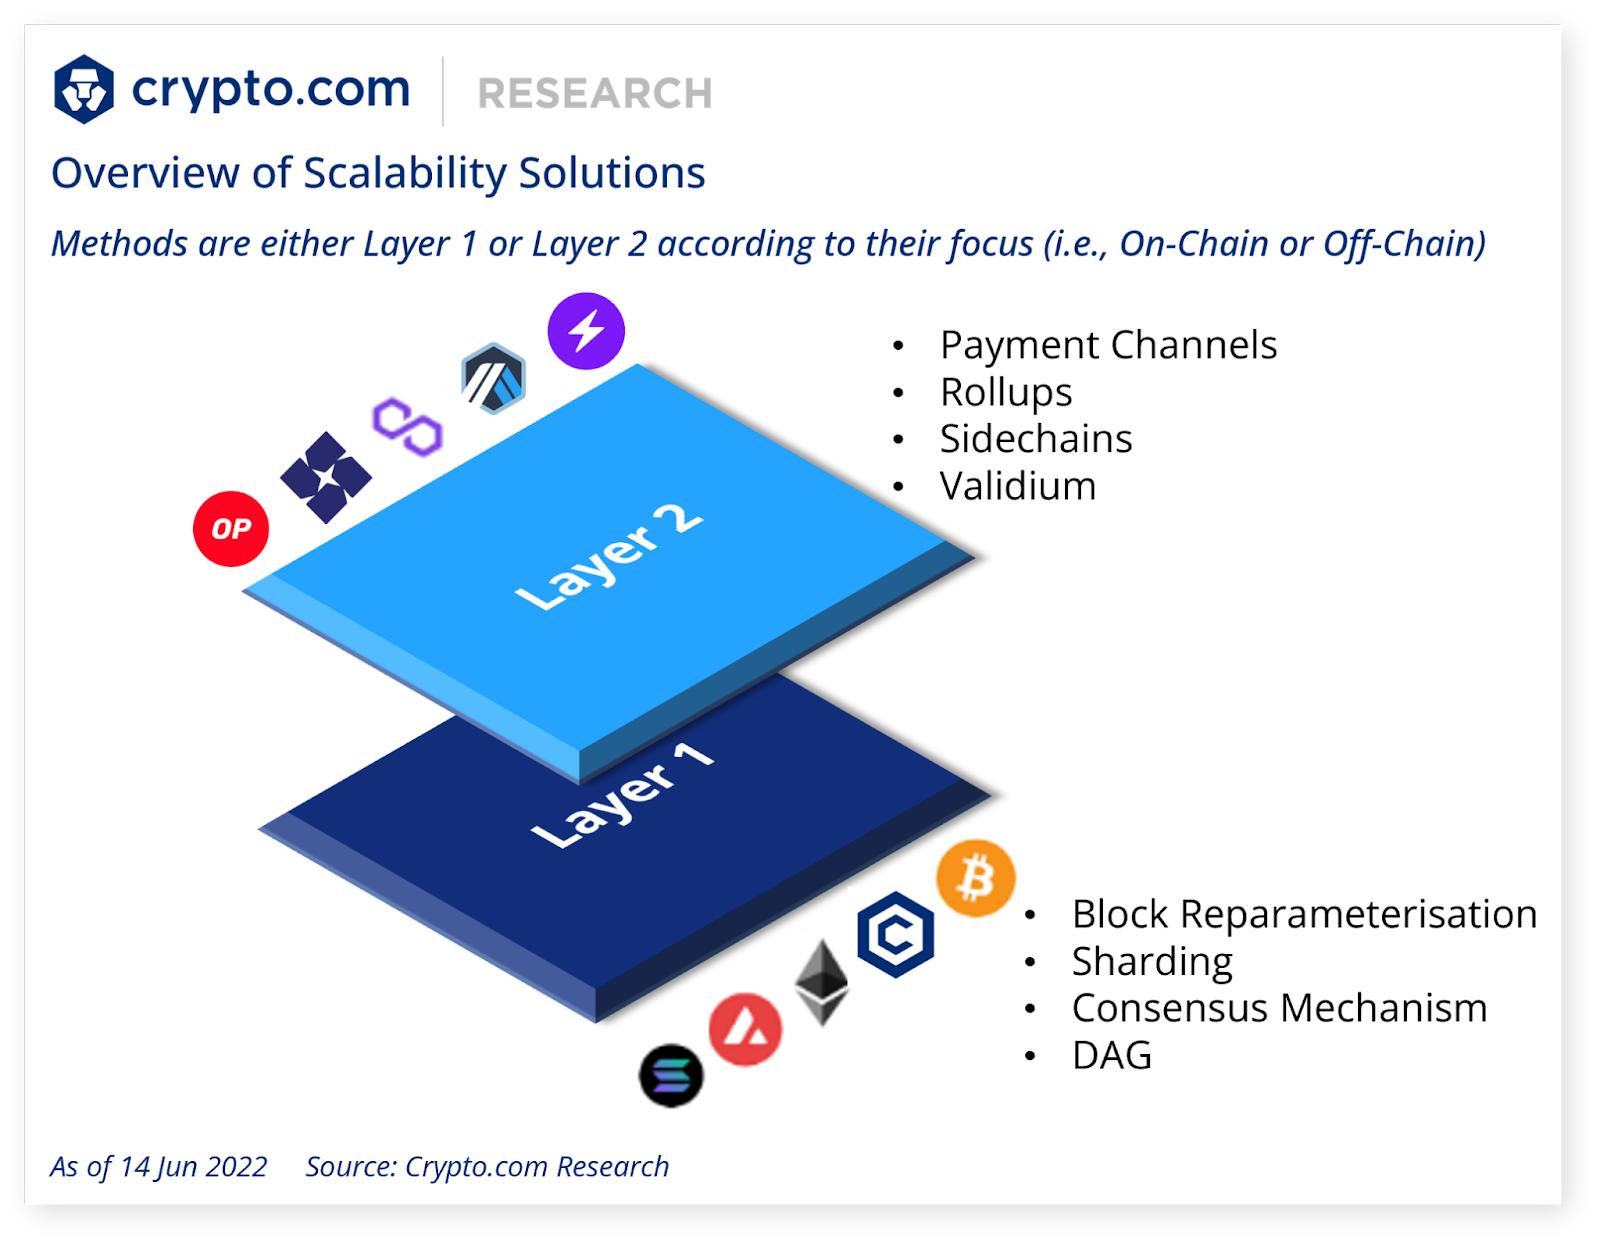 crypto.com RESEARCH
Overview of Scalability Solutions
Methods are either Layer 1 or Layer 2 according to their focus (i.e., On-Chain or Off-Chain)
• Payment Channels
• Rollups
• Sidechains
• Validium
OP
Layer 2
Layer 1
• Block Reparameterisation
• Sharding
• Consensus Mechanism
• DAG
As of 14 Jun 2022 Source: Crypto.com Research